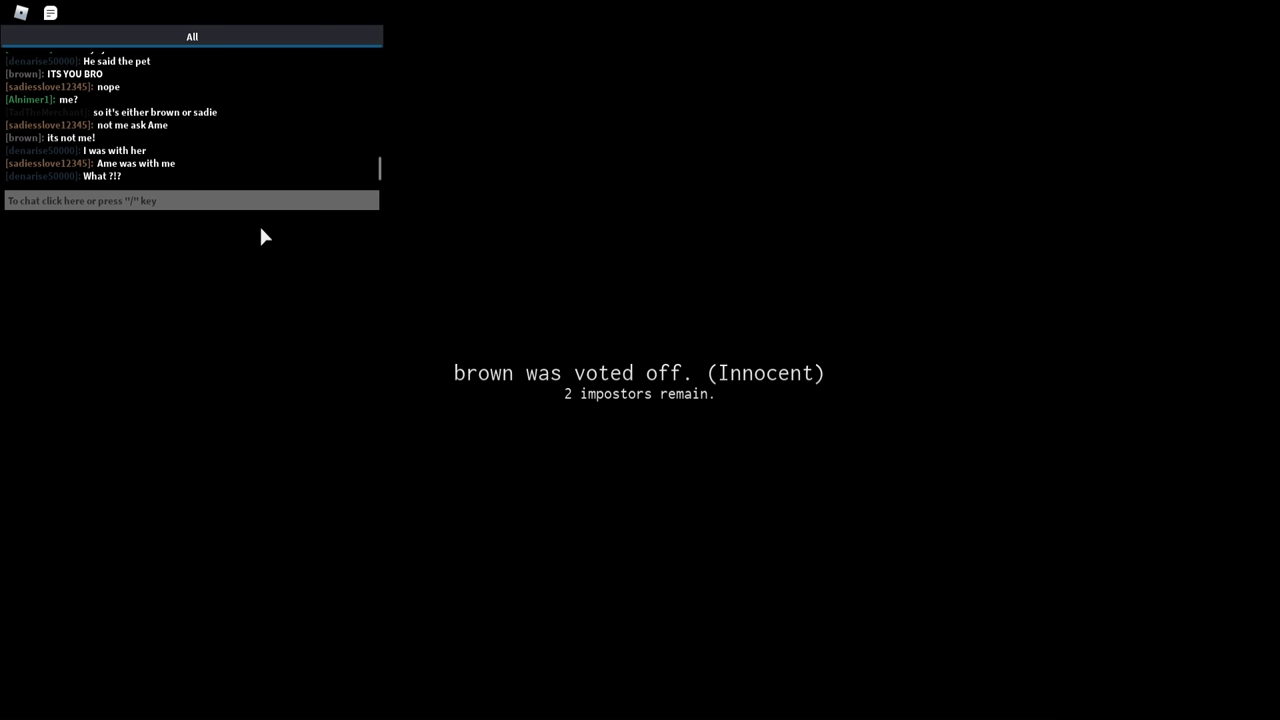 All
[denarise50000]: He said the pet
[brown]: ITS YOU BRO
[sadiesslove12345]: nope
[Alnimer1]: me?
[TadTheMerchant]: so it's either brown or sadie
[sadiesslove12345]: not me ask Ame
[brown]: its not me!
[denarise50000]: I was with her
[sadiesslove12345]: Ame was with me
[denarise50000]: What ?!?
To chat click here or press "/" key
brown was voted off. (Innocent)
2 impostors remain.